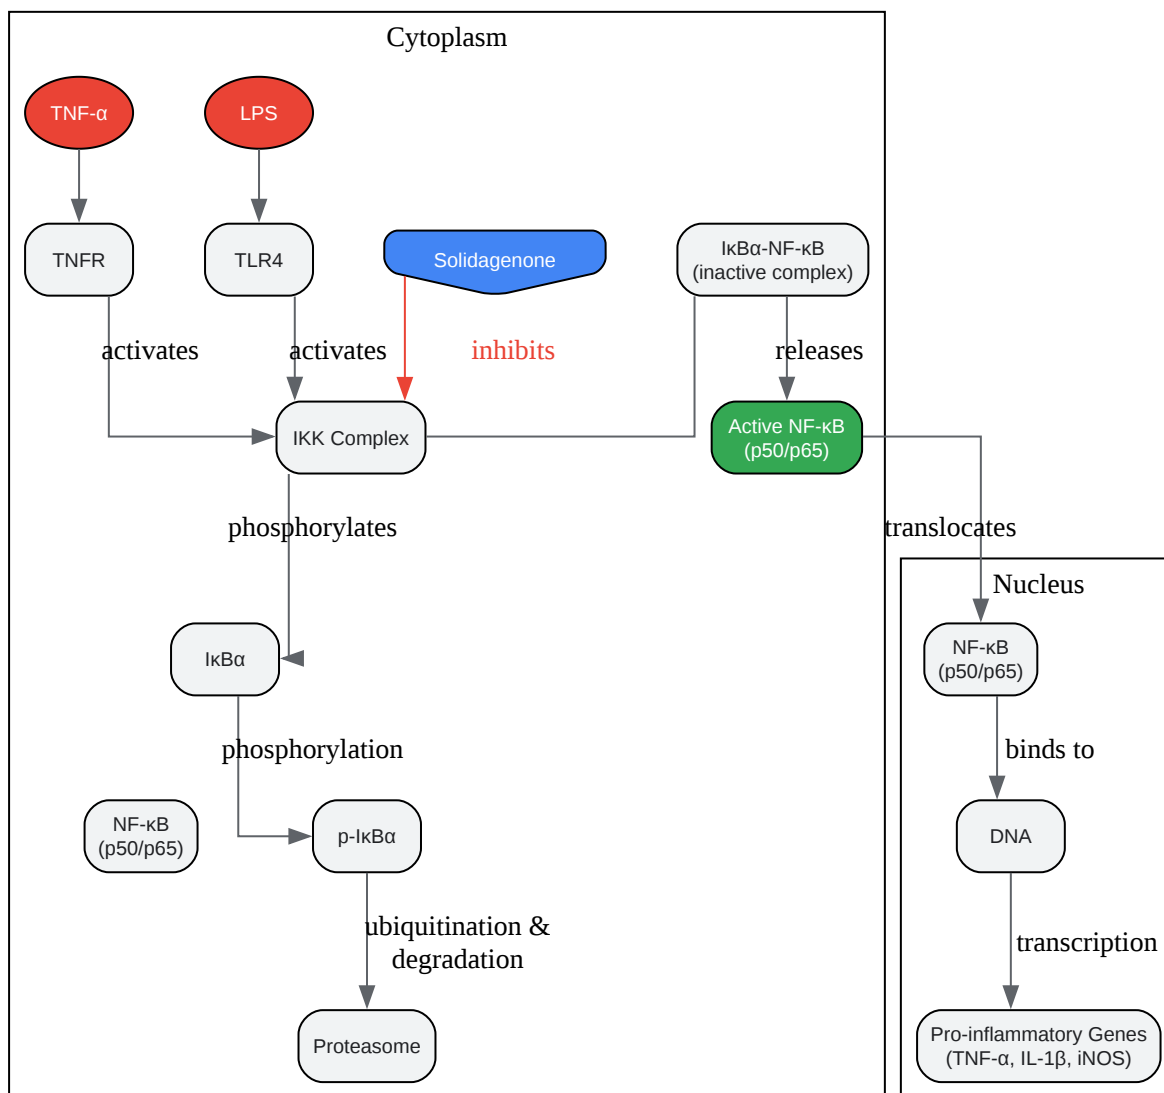 Cytoplasm
TNF-α
LPS
TNFR
TLR4
Solidagenone
IκBα-NF-κB
(inactive complex)
activates
activates
inhibits
releases
IKK Complex
Active NF-κB
(p50/p65)
phosphorylates
translocates
Nucleus
IκBα
NF-κB
(p50/p65)
phosphorylation
binds to
NF-κB
(p50/p65)
p-IκBα
DNA
ubiquitination &
degradation
transcription
Proteasome
Pro-inflammatory Genes
(TNF-α, IL-1β, iNOS)